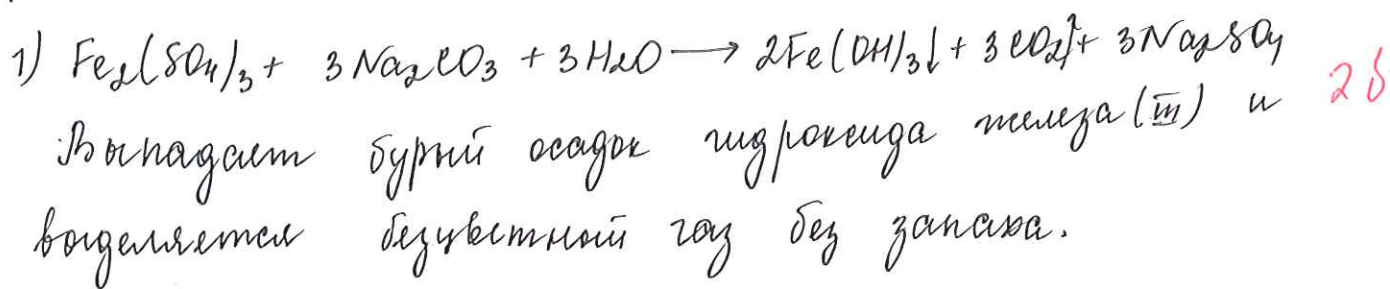 1) Fe₂(SO₄)₃ + 3Na₂CO₃ + 3H₂O ⟶ 2Fe(OH)₃↓ + 3CO₂↑ + 3Na₂SO₄
2б
Выпадает бурый осадок гидроксида железа (III) и
выделяется безцветный газ без запаха.